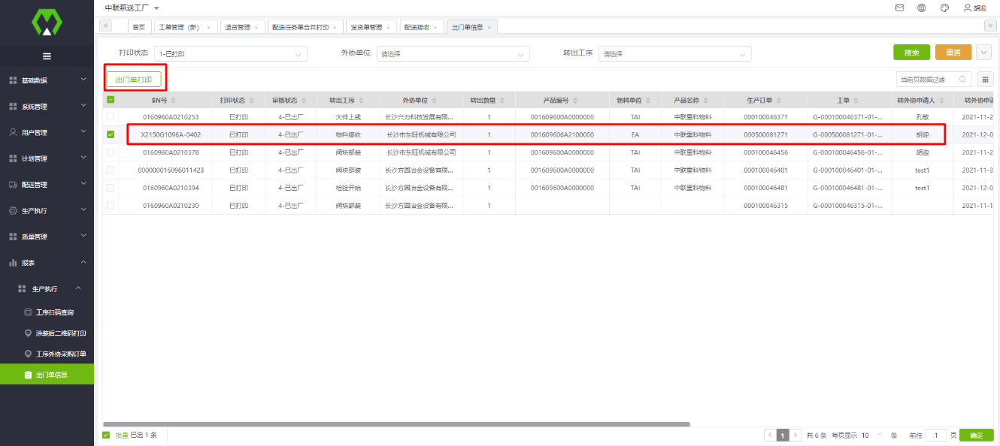 中联泵送工厂
胡迎
首页 工单管理（新） × 退货管理 × 配送任务单合并打印 × 发货单管理 × 配送接收 × 出门单信息 ×
打印状态 1-已打印 外协单位 请选择 转出工序 请选择 搜索 重置
出门单打印 当前页数据过滤
SN号 打印状态 审核状态 转出工序 外协单位 转出数量 产品编号 物料单位 产品名称 生产订单 工单 转外协申请人 转外协申
0160960A0210253 已打印 4-已出厂 大件上线 长沙兴力科技发展有限... 1 001609600A0000000 TAI 中联重科物料 000100046371 G-000100046371-01-... 孔敏 2021-11-2
X2150G1096A-0402 已打印 4-已出厂 物料接收 长沙市东旺机械有限公司 1 001609606A2100000 EA 中联重科物料 000500081271 G-000500081271-01-... 胡迎 2021-12-0
0160960A0210378 已打印 4-已出厂 阀块部装 长沙市东旺机械有限公司 1 001609600A0000000 TAI 中联重科物料 000100046456 G-000100046456-01-... 胡迎 2021-11-2
000000016096011423 已打印 4-已出厂 阀块部装 长沙方圆冶金设备有限... 1 001609600A0000000 TAI 中联重科物料 000100046401 G-000100046401-01-... test1 2021-11-3
0160960A0210394 已打印 4-已出厂 检验开始 长沙方圆冶金设备有限... 1 001609600A0000000 TAI 中联重科物料 000100046481 G-000100046481-01-... test1 2021-11-2
0160960A0210230 已打印 4-已出厂 阀块部装 长沙方圆冶金设备有限... 1 000100046315 G-000100046315-01-... 2021-11-1
基础数据
系统管理
用户管理
计划管理
配送管理
生产执行
质量管理
报表
生产执行
工序扫码查询
涂装后二维码打印
工序外协采购订单
出门单信息
批量 已选 1 条 1 共 6 条 每页显示 10 条 前往 1 页 确定